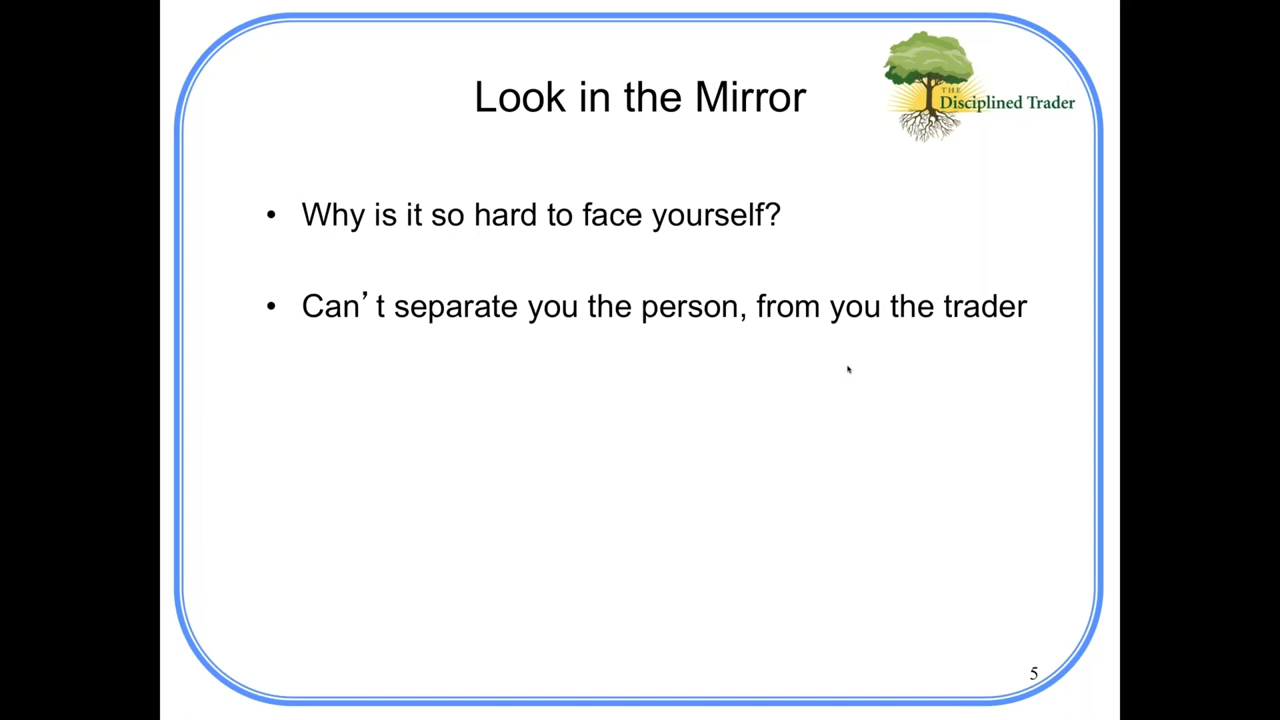 Look in the Mirror
THE
Disciplined Trader
• Why is it so hard to face yourself?
• Can’t separate you the person, from you the trader
5